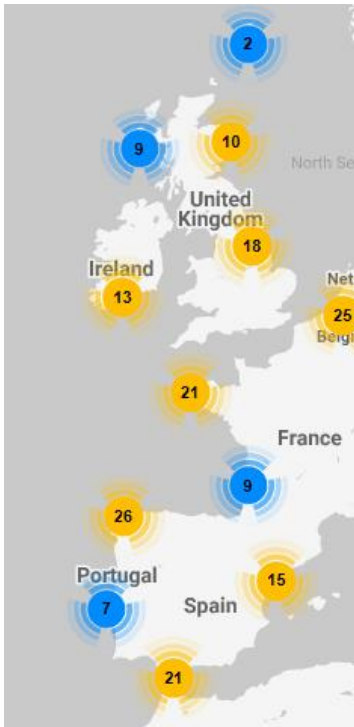 2
9
10
North Se
United
Kingdom
18
Ireland
13
Net
25
Belgi
21
France
9
26
Portugal
15
7
Spain
21